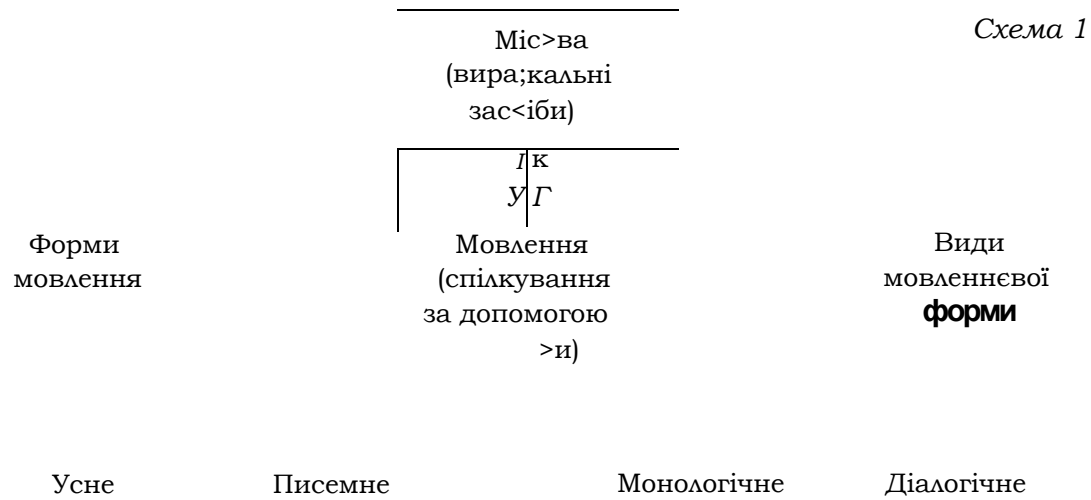 Схема 1
Міс>ва
(вира;кальні
зас<іби)
І к
У Г
Форми
мовлення
Мовлення
(спілкування
за допомогою
>и)
Види
мовленнєвої
форми
Усне Писемне Монологічне Діалогічне